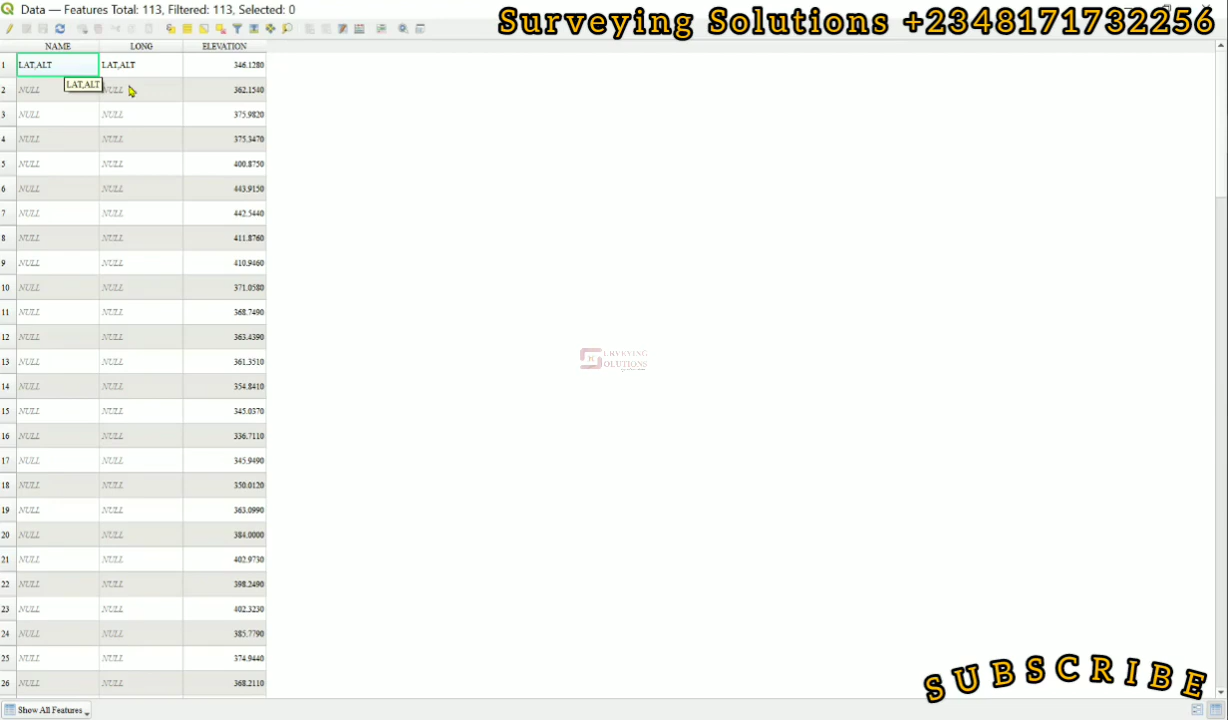 Data — Features Total: 113, Filtered: 113, Selected: 0
Surveying Solutions +2348171732256
NAME LONG ELEVATION
1 LAT,ALT LAT,ALT 346.1280
LAT,ALT
2 NULL NULL 362.1540
3 NULL NULL 375.9820
4 NULL NULL 375.3470
5 NULL NULL 400.8750
6 NULL NULL 443.9150
7 NULL NULL 442.5440
8 NULL NULL 411.8760
9 NULL NULL 410.9460
10 NULL NULL 371.0580
11 NULL NULL 368.7490
12 NULL NULL 363.4390
13 NULL NULL 361.3510
14 NULL NULL 354.8410
15 NULL NULL 345.0370
16 NULL NULL 336.7110
17 NULL NULL 345.9490
18 NULL NULL 350.0120
19 NULL NULL 363.0990
20 NULL NULL 384.0000
21 NULL NULL 402.9730
22 NULL NULL 398.2490
23 NULL NULL 402.3230
24 NULL NULL 385.7790
25 NULL NULL 374.9440
26 NULL NULL 368.2110
URVEYING
OLUTIONS
SUBSCRIBE
Show All Features